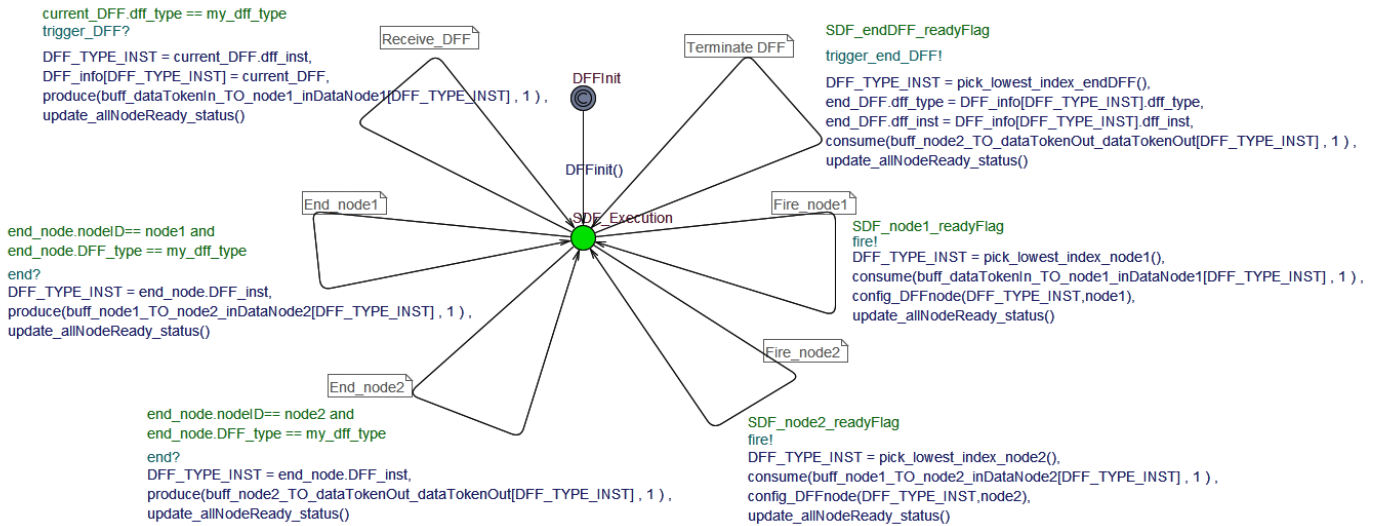 current_DFF.dff_type == my_dff_type
trigger_DFF?
DFF_TYPE_INST = current_DFF.dff_inst,
DFF_info[DFF_TYPE_INST] = current_DFF,
produce(buff_dataTokenIn_TO_node1_inDataNode1[DFF_TYPE_INST] , 1 ) ,
update_allNodeReady_status()
Receive_DFF
DFFInit
C
DFFinit()
Terminate DFF
SDF_endDFF_readyFlag
trigger_end_DFF!
DFF_TYPE_INST = pick_lowest_index_endDFF(),
end_DFF.dff_type = DFF_info[DFF_TYPE_INST].dff_type,
end_DFF.dff_inst = DFF_info[DFF_TYPE_INST].dff_inst,
consume(buff_node2_TO_dataTokenOut_dataTokenOut[DFF_TYPE_INST] , 1 ) ,
update_allNodeReady_status()
End_node1
SDF_Execution
Fire_node1
end_node.nodeID== node1 and
end_node.DFF_type == my_dff_type
end?
DFF_TYPE_INST = end_node.DFF_inst,
produce(buff_node1_TO_node2_inDataNode2[DFF_TYPE_INST] , 1 ) ,
update_allNodeReady_status()
SDF_node1_readyFlag
fire!
DFF_TYPE_INST = pick_lowest_index_node1(),
consume(buff_dataTokenIn_TO_node1_inDataNode1[DFF_TYPE_INST] , 1 ) ,
config_DFFnode(DFF_TYPE_INST,node1),
update_allNodeReady_status()
End_node2
Fire_node2
end_node.nodeID== node2 and
end_node.DFF_type == my_dff_type
end?
DFF_TYPE_INST = end_node.DFF_inst,
produce(buff_node2_TO_dataTokenOut_dataTokenOut[DFF_TYPE_INST] , 1 ) ,
update_allNodeReady_status()
SDF_node2_readyFlag
fire!
DFF_TYPE_INST = pick_lowest_index_node2(),
consume(buff_node1_TO_node2_inDataNode2[DFF_TYPE_INST] , 1 ) ,
config_DFFnode(DFF_TYPE_INST,node2),
update_allNodeReady_status()